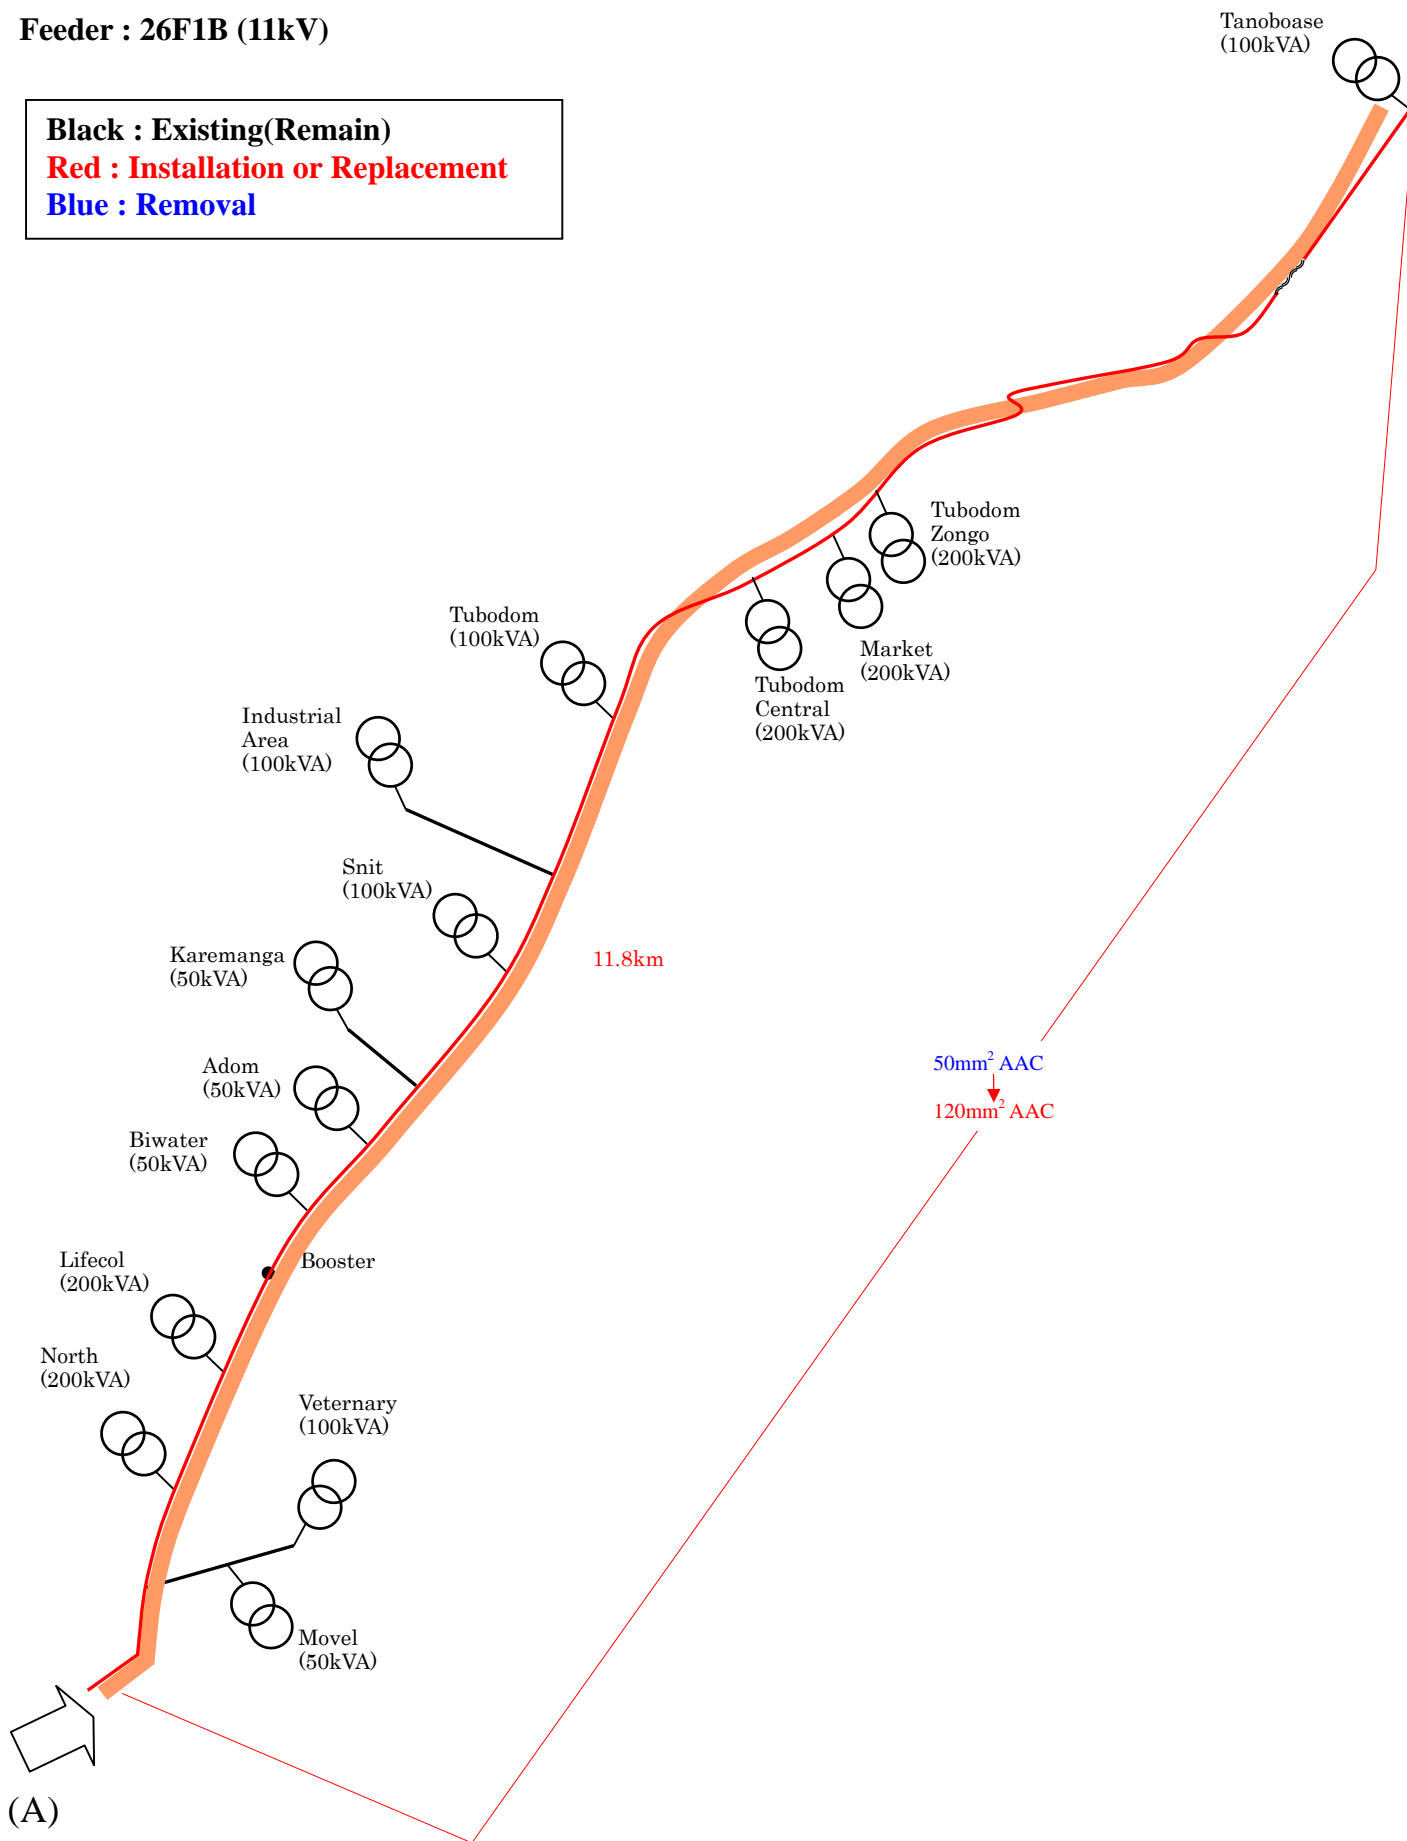 Feeder : 26F1B (11kV)
Tanoboase
(100kVA)
Black : Existing(Remain)
Red : Installation or Replacement
Blue : Removal
Tubodom
Zongo
(200kVA)
Tubodom
(100kVA)
Market
(200kVA)
Tubodom
Central
(200kVA)
Industrial
Area
(100kVA)
Snit
(100kVA)
Karemanga
(50kVA)
11.8km
Adom
(50kVA)
50mm² AAC
120mm² AAC
Biwater
(50kVA)
Booster
Lifecol
(200kVA)
North
(200kVA)
Veternary
(100kVA)
Movel
(50kVA)
(A)